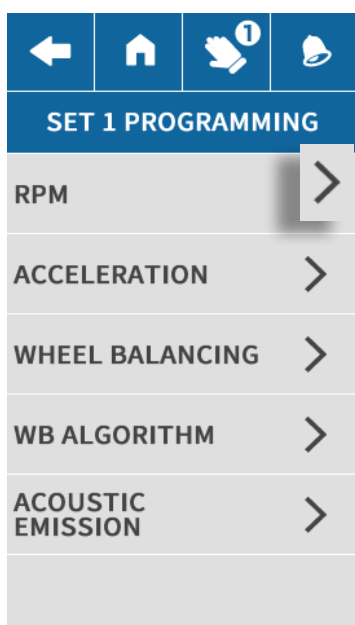 1
SET 1 PROGRAMMING
RPM
ACCELERATION
WHEEL BALANCING
WB ALGORITHM
ACOUSTIC
EMISSION